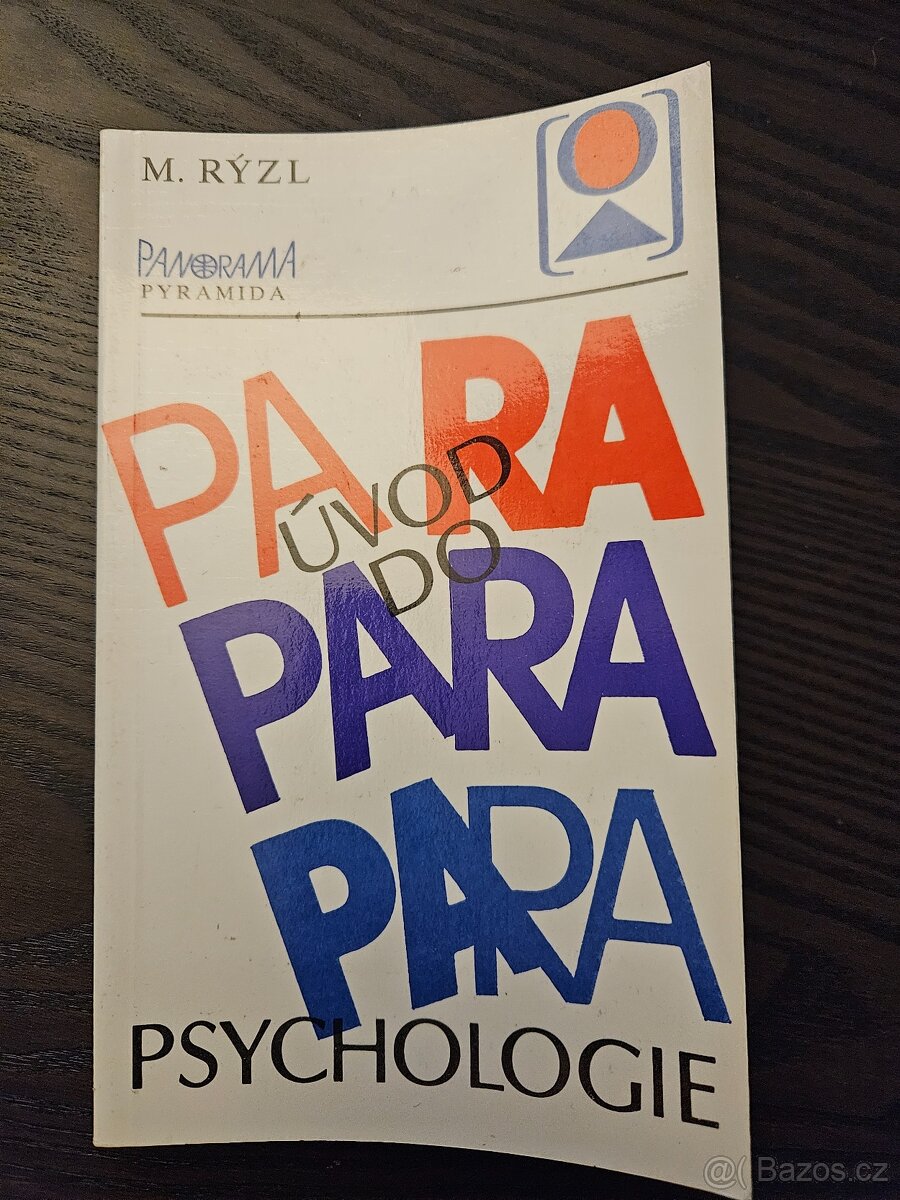 M. RÝZL
PANORAMA
PYRAMIDA
PARA
ÚVOD
DO
PARA
PARA
PSYCHOLOGIE
@( Bazos.cz